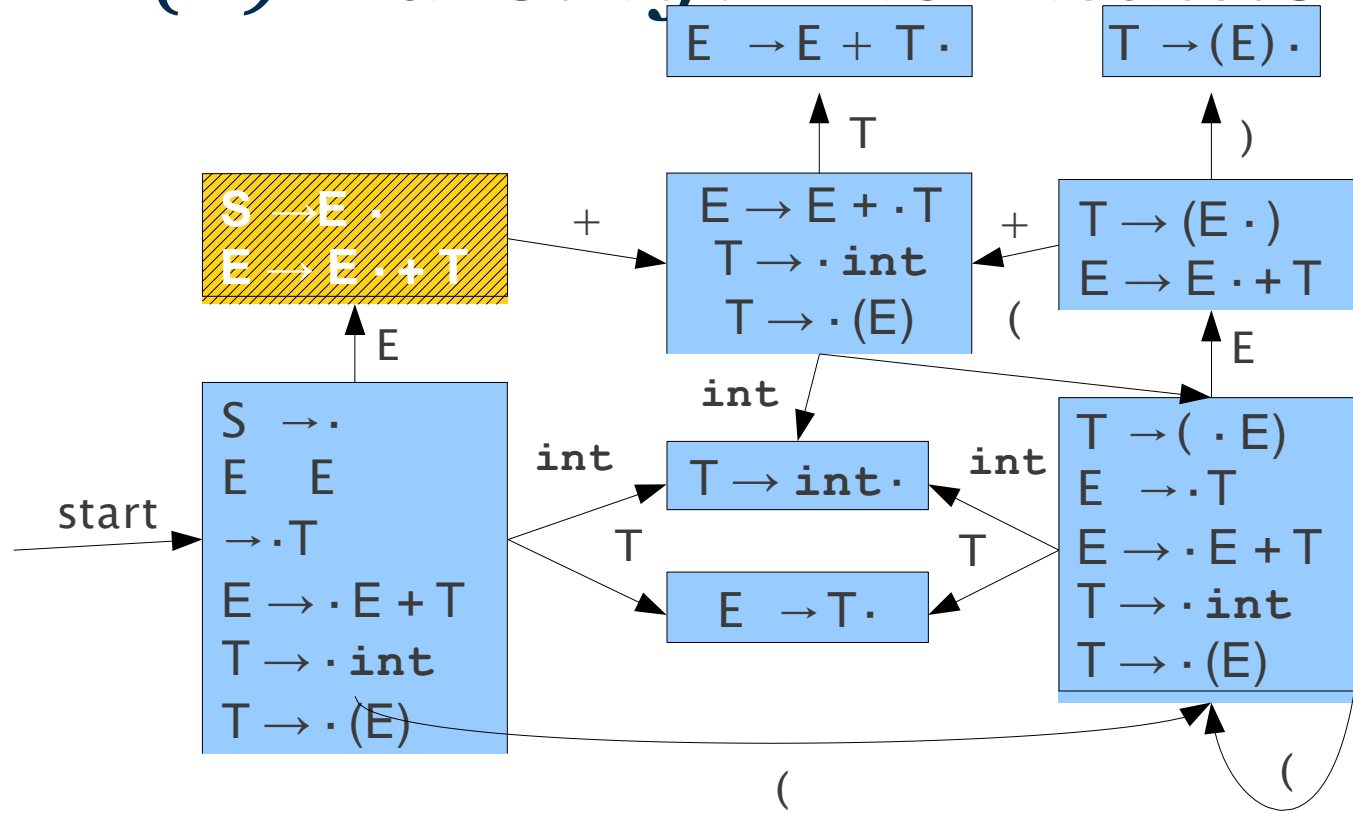 E → E + T ·
T → (E) ·
T
)
S → E ·
E → E · + T
+
E → E + · T
T → · int
T → · (E)
+
T → (E · )
E → E · + T
(
E
E
int
S → ·
E E
→ · T
E → · E + T
T → · int
T → · (E)
start
int
T → int ·
int
T
T
E → T ·
T → ( · E)
E → · T
E → · E + T
T → · int
T → · (E)
(
(